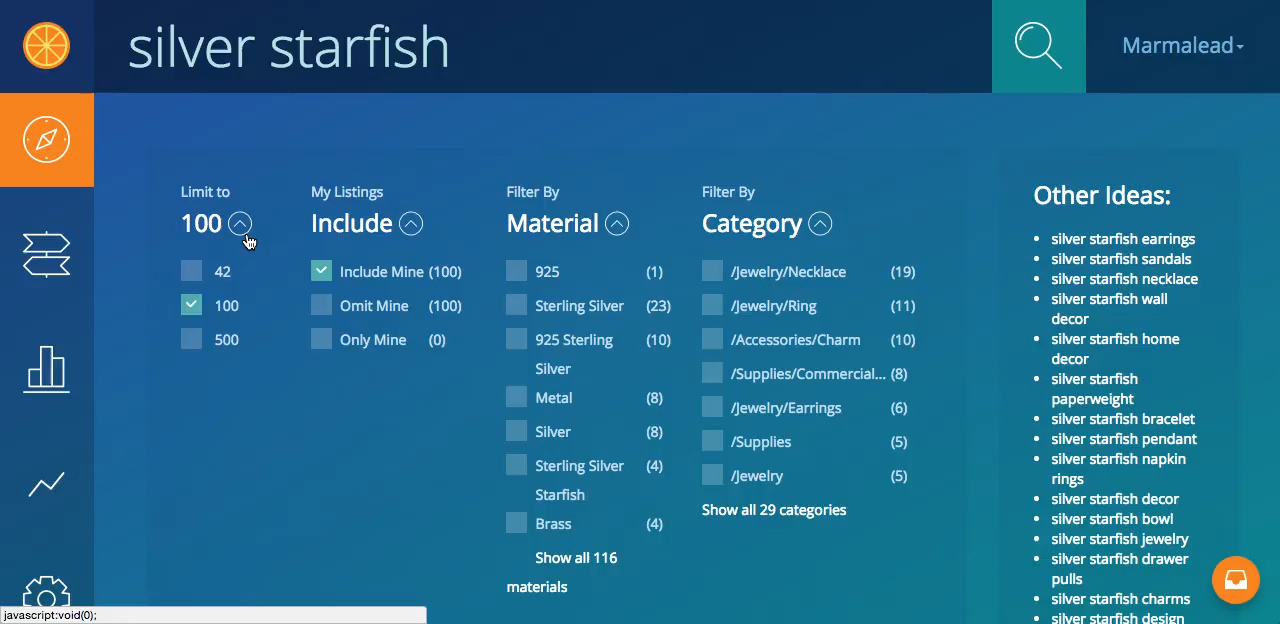 silver starfish
Marmalead
Limit to
100
42
100
500
My Listings
Include
Include Mine (100)
Omit Mine (100)
Only Mine (0)
Filter By
Material
925 (1)
Sterling Silver (23)
925 Sterling (10)
Silver
Metal (8)
Silver (8)
Sterling Silver (4)
Starfish
Brass (4)
Show all 116
materials
Filter By
Category
/Jewelry/Necklace (19)
/Jewelry/Ring (11)
/Accessories/Charm (10)
/Supplies/Commercial... (8)
/Jewelry/Earrings (6)
/Supplies (5)
/Jewelry (5)
Show all 29 categories
Other Ideas:
silver starfish earrings
silver starfish sandals
silver starfish necklace
silver starfish wall
decor
silver starfish home
decor
silver starfish
paperweight
silver starfish bracelet
silver starfish pendant
silver starfish napkin
rings
silver starfish decor
silver starfish bowl
silver starfish jewelry
silver starfish drawer
pulls
silver starfish charms
silver starfish design
javascript:void(0);